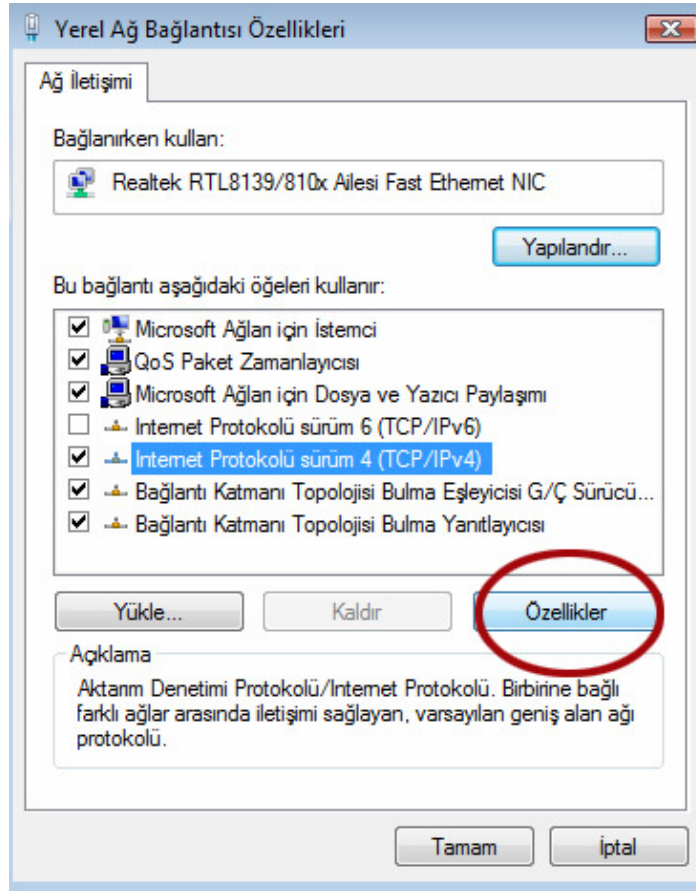 Yerel Ağ Bağlantısı Özellikleri
Ağ İletişimi
Bağlanırken kullan:
Realtek RTL8139/810x Ailesi Fast Ethernet NIC
Yapılandır...
Bu bağlantı aşağıdaki öğeleri kullanır:
Microsoft Ağları için İstemci
QoS Paket Zamanlayıcısı
Microsoft Ağları için Dosya ve Yazıcı Paylaşımı
Internet Protokolü sürüm 6 (TCP/IPv6)
Internet Protokolü sürüm 4 (TCP/IPv4)
Bağlantı Katmanı Topolojisi Bulma Eşleyicisi G/Ç Sürücü...
Bağlantı Katmanı Topolojisi Bulma Yanıtlayıcısı
Yükle...
Kaldır
Özellikler
Açıklama
Aktarım Denetimi Protokolü/Internet Protokolü. Birbirine bağlı
farklı ağlar arasında iletişimi sağlayan, varsayılan geniş alan ağı
protokolü.
Tamam
İptal